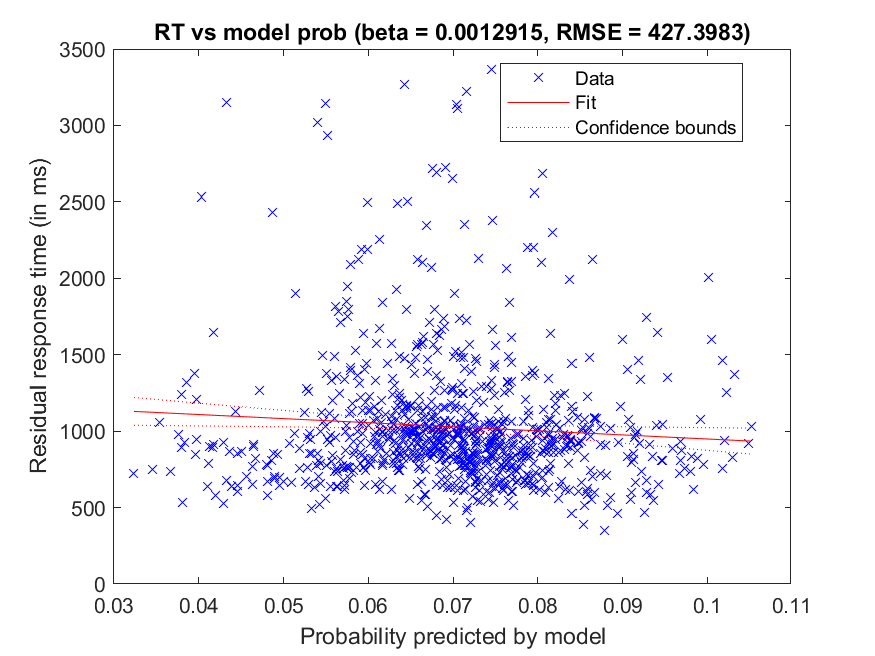 RT vs model prob (beta = 0.0012915, RMSE = 427.3983)
3500
3000
2500
2000
1500
1000
500
0
Residual response time (in ms)
Data
Fit
Confidence bounds
0.03 0.04 0.05 0.06 0.07 0.08 0.09 0.1 0.11
Probability predicted by model